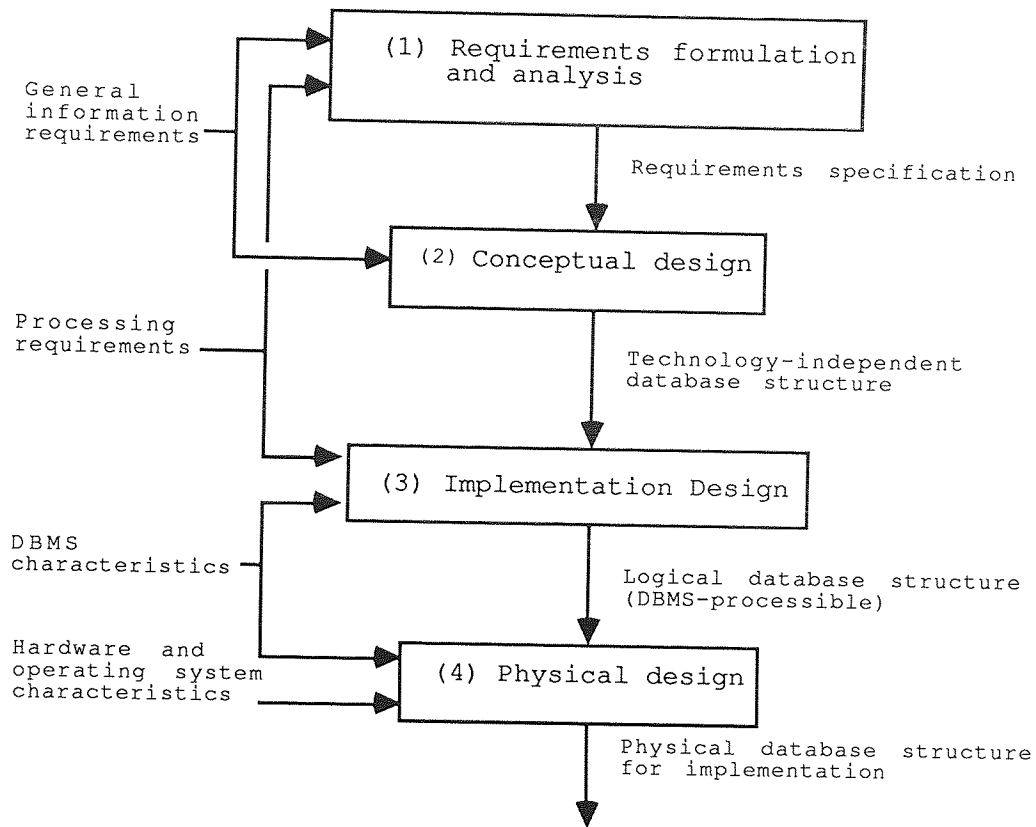 (1) Requirements formulation
and analysis
General
information
requirements
Requirements specification
(2) Conceptual design
Processing
requirements
Technology-independent
database structure
(3) Implementation Design
DBMS
characteristics
Logical database structure
(DBMS-processible)
Hardware and
operating system
characteristics
(4) Physical design
Physical database structure
for implementation